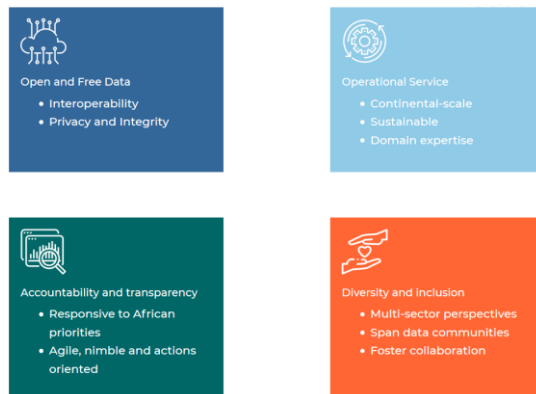 Open and Free Data
• Interoperability
• Privacy and Integrity
Operational Service
• Continental-scale
• Sustainable
• Domain expertise
Accountability and transparency
• Responsive to African
priorities
• Agile, nimble and actions
oriented
Diversity and inclusion
• Multi-sector perspectives
• Span data communities
• Foster collaboration